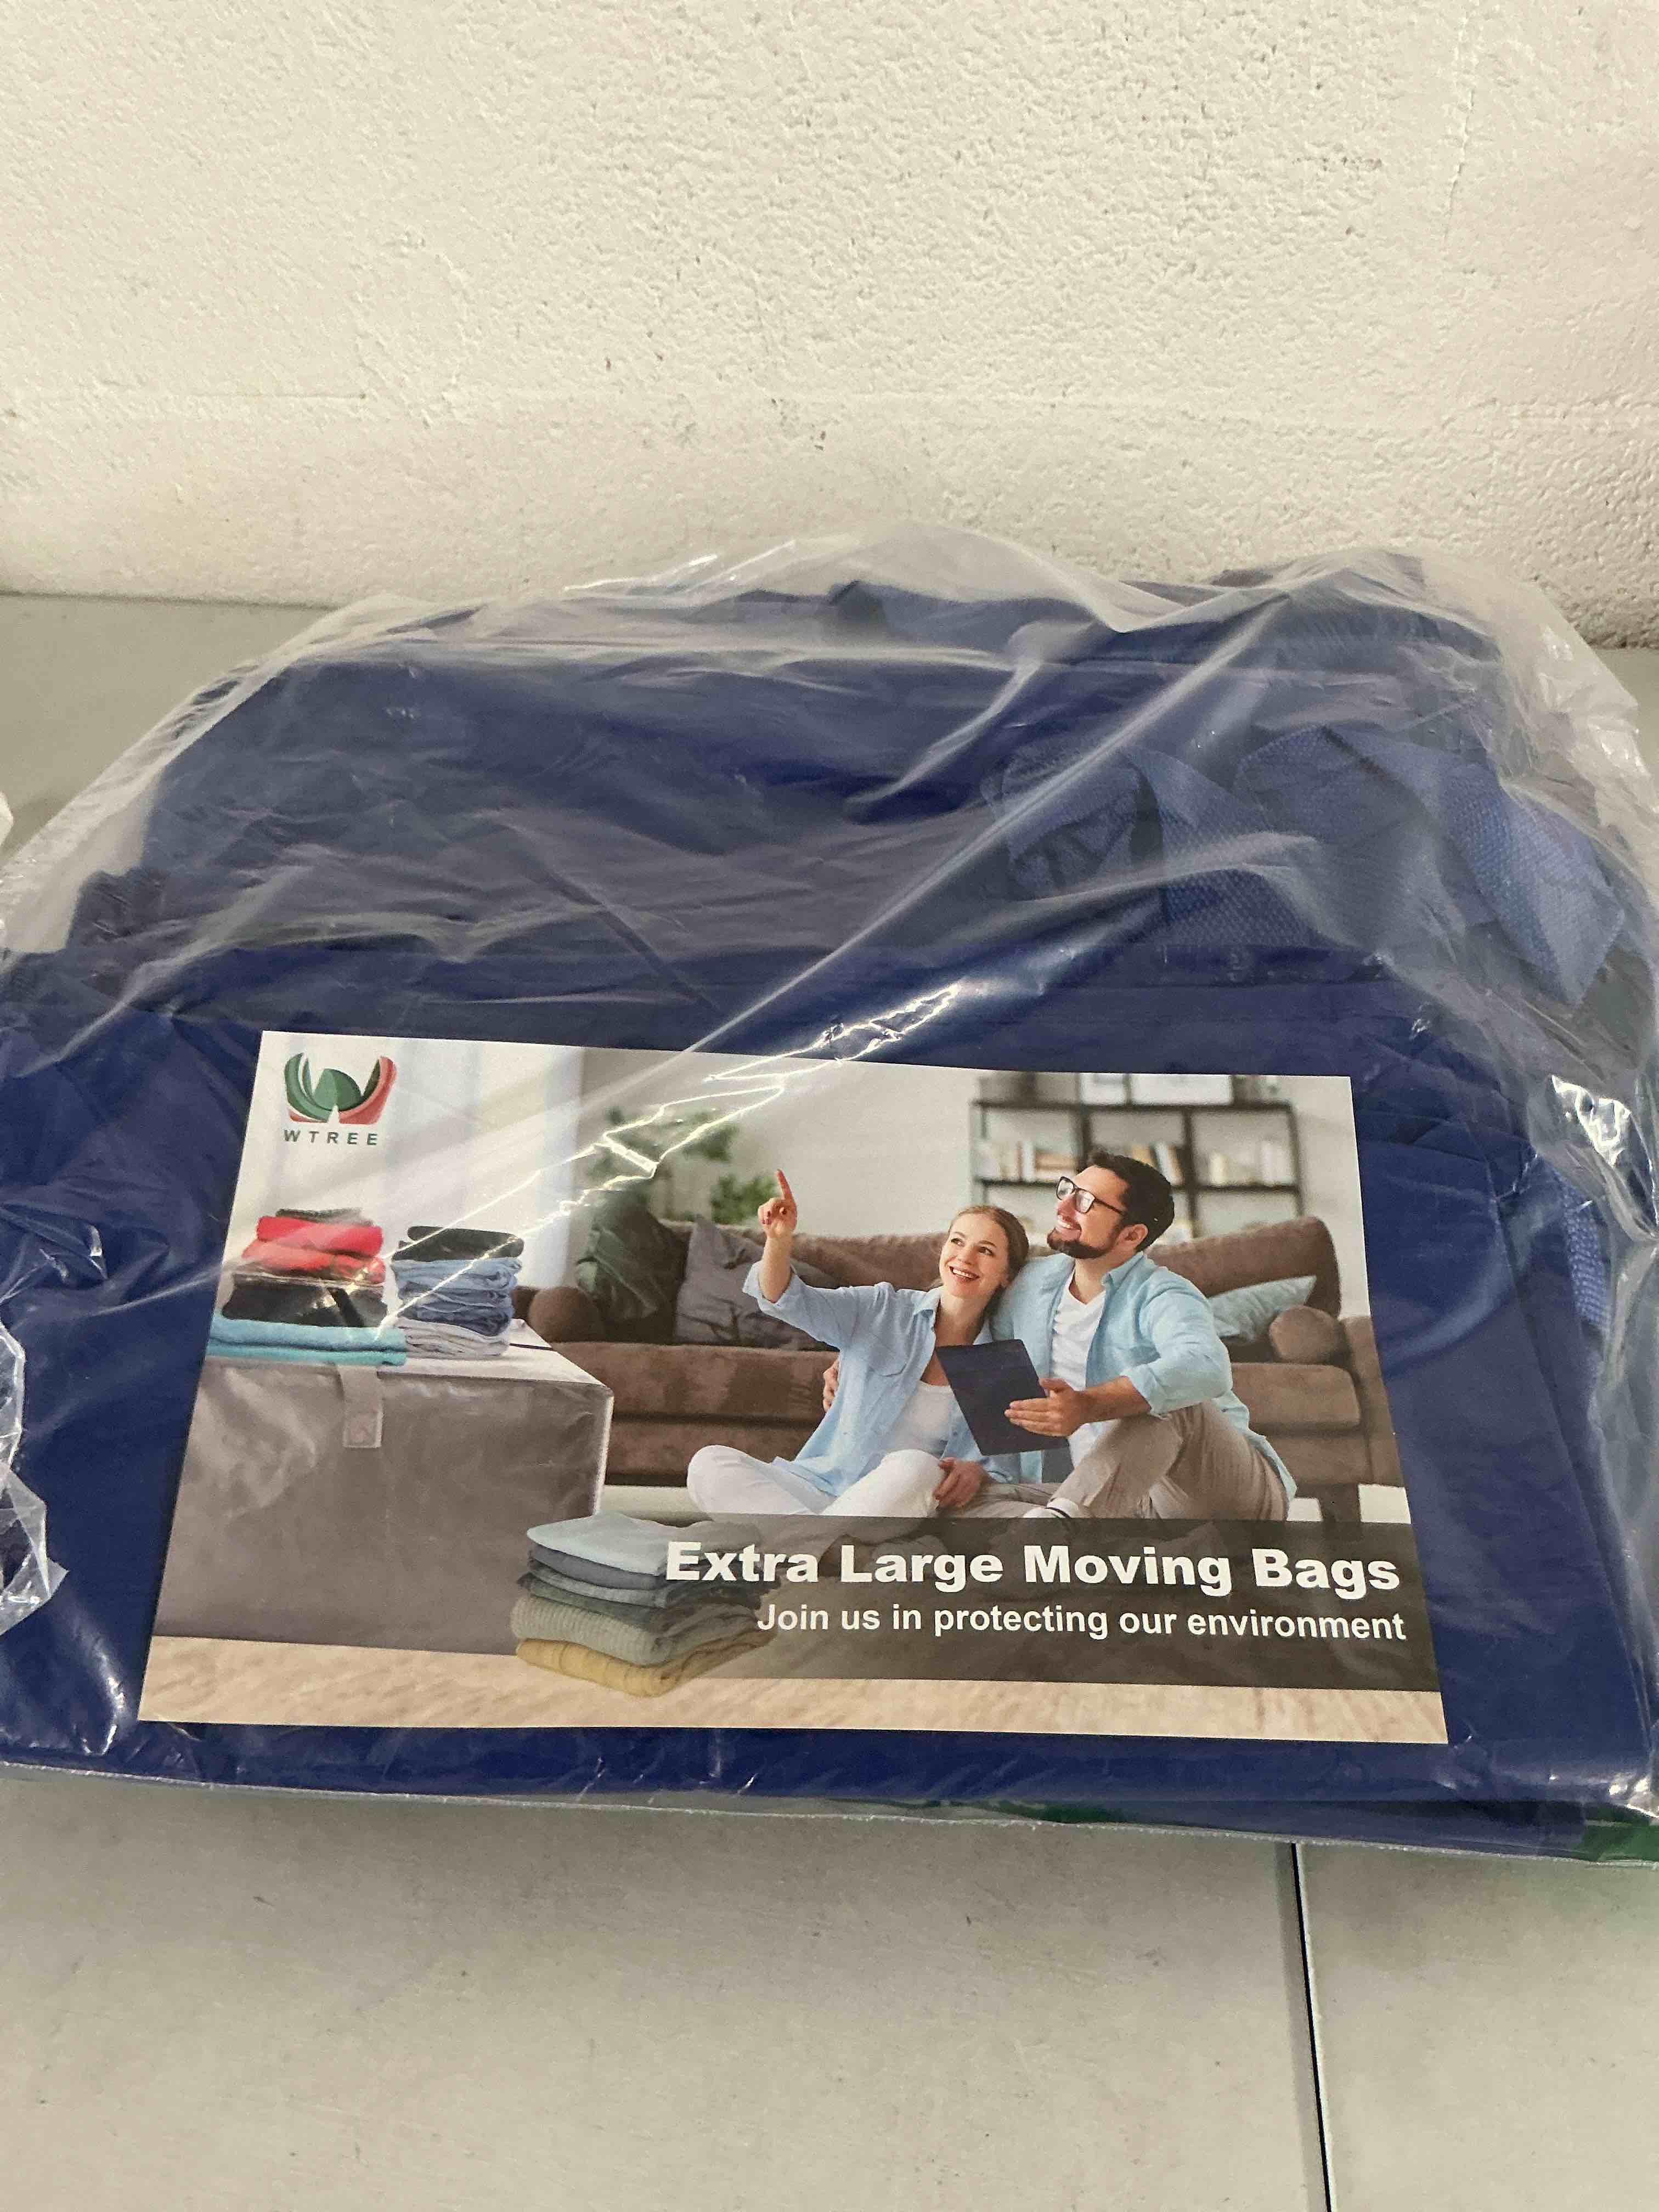 WTREE
Extra Large Moving Bags
Join us in protecting our environment